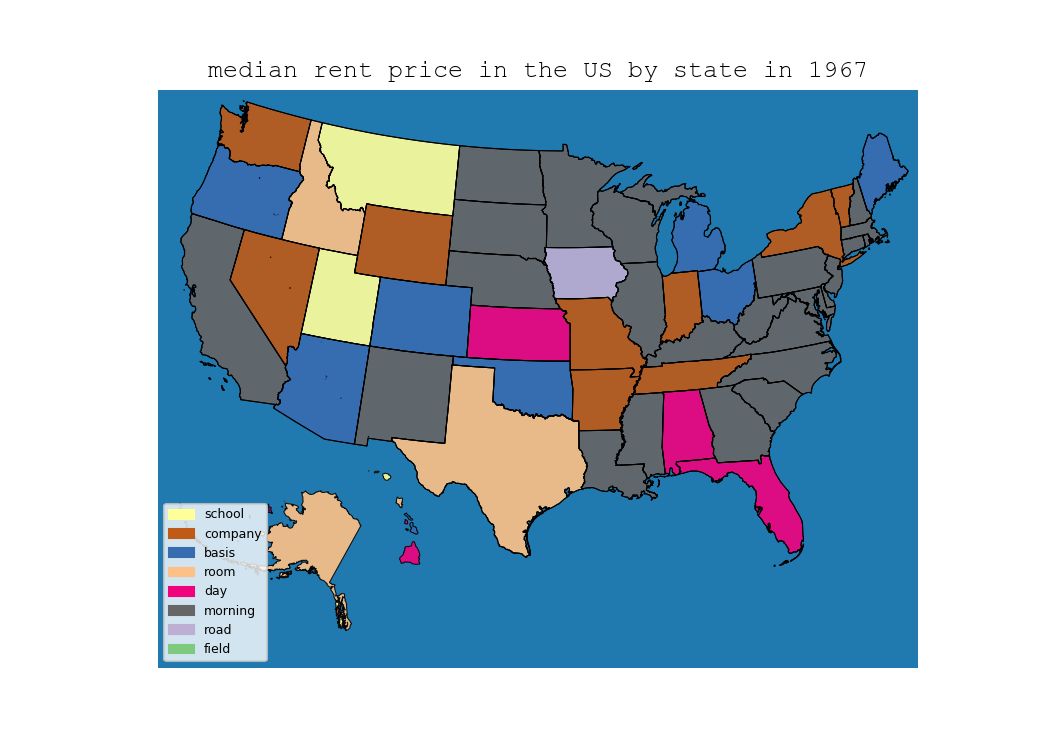 median rent price in the US by state in 1967
school
company
basis
room
day
morning
road
field